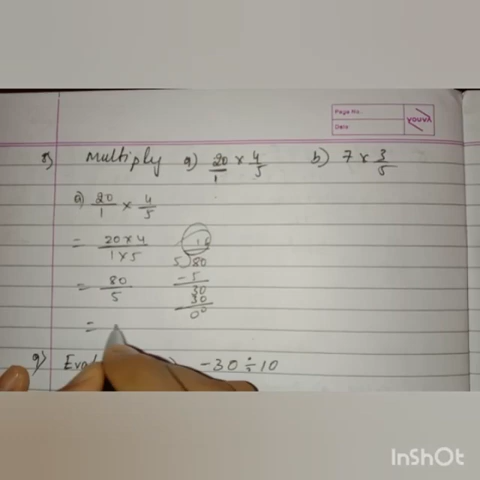 Page No.
Date
youva
8) Multiply a) 20/1 × 4/5 b) 7 × 3/5
a) 20/1 × 4/5
= 20×4/1×5
= 80/5
16
5)80
-5
30
-30
00
=
9) -30 ÷ 10
InShOt